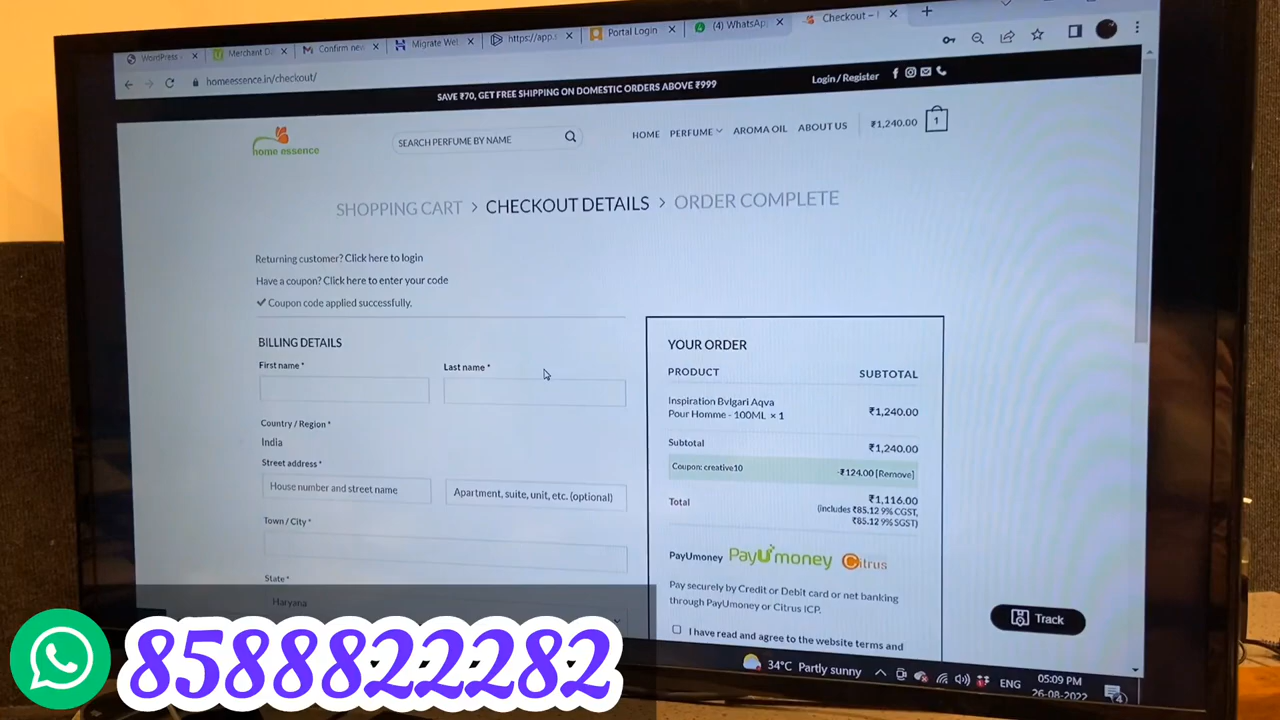 WordPress
Merchant D
Confirm new
Migrate Wel
https://app.s
Portal Login
(4) WhatsAp
Checkout –
homeessence.in/checkout/
SAVE ₹70, GET FREE SHIPPING ON DOMESTIC ORDERS ABOVE ₹999
Login / Register
home essence
SEARCH PERFUME BY NAME
HOME PERFUME AROMA OIL ABOUT US
₹1,240.00 1
SHOPPING CART > CHECKOUT DETAILS > ORDER COMPLETE
Returning customer? Click here to login
Have a coupon? Click here to enter your code
Coupon code applied successfully.
BILLING DETAILS
First name *
Last name *
Country / Region *
India
Street address *
House number and street name
Apartment, suite, unit, etc. (optional)
Town / City *
State *
Haryana
YOUR ORDER
PRODUCT SUBTOTAL
Inspiration Bvlgari Aqva
Pour Homme - 100ML × 1 ₹1,240.00
Subtotal ₹1,240.00
Coupon: creative10 -₹124.00 [Remove]
Total ₹1,116.00
(includes ₹85.12 9% CGST,
₹85.12 9% SGST)
PayUmoney PayUmoney Citrus
Pay securely by Credit or Debit card or net banking
through PayUmoney or Citrus ICP.
I have read and agree to the website terms and
Track
34°C Partly sunny
ENG
05:09 PM
26-08-2022
4
8588822282